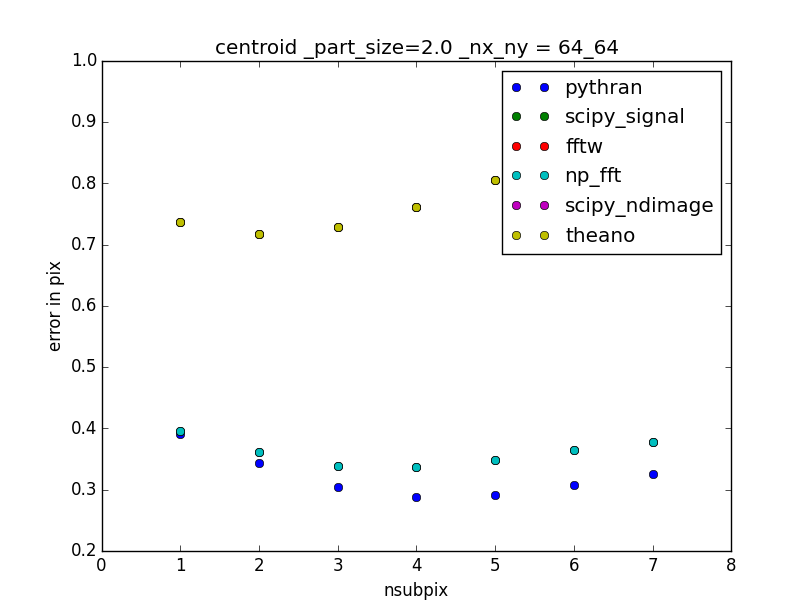 centroid _part_size=2.0 _nx_ny = 64_64
1.0
0.9
0.8
0.7
0.6
0.5
0.4
0.3
0.2
error in pix
pythran
scipy_signal
fftw
np_fft
scipy_ndimage
theano
0 1 2 3 4 5 6 7 8
nsubpix